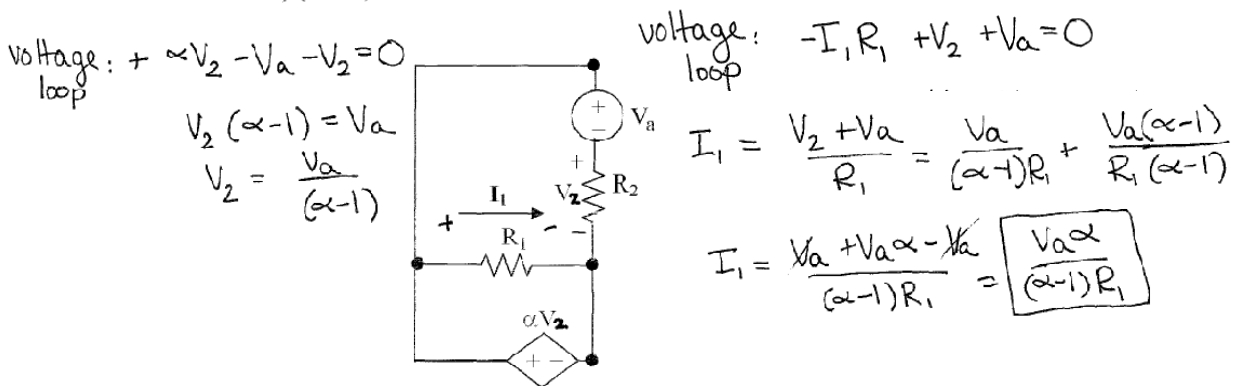 voltage loop: + αV₂ - Va - V₂ = 0
V₂ (α-1) = Va
V₂ = Va / (α-1)
voltage loop: -I₁R₁ + V₂ + Va = 0
I₁ = (V₂ + Va) / R₁ = Va / ((α-1)R₁) + Va(α-1) / (R₁(α-1))
I₁ = (Va + Vaα - Va) / ((α-1)R₁) = Vaα / ((α-1)R₁)
+
-
Va
+
V₂
R₂
-
+
I₁
-
R₁
αV₂
+ -